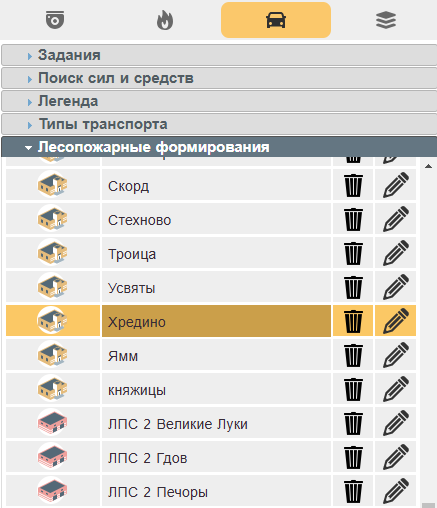 Задания
Поиск сил и средств
Легенда
Типы транспорта
Лесопожарные формирования
Скорд
Стехново
Троица
Усвяты
Хредино
Ямм
княжицы
ЛПС 2 Великие Луки
ЛПС 2 Гдов
ЛПС 2 Печоры